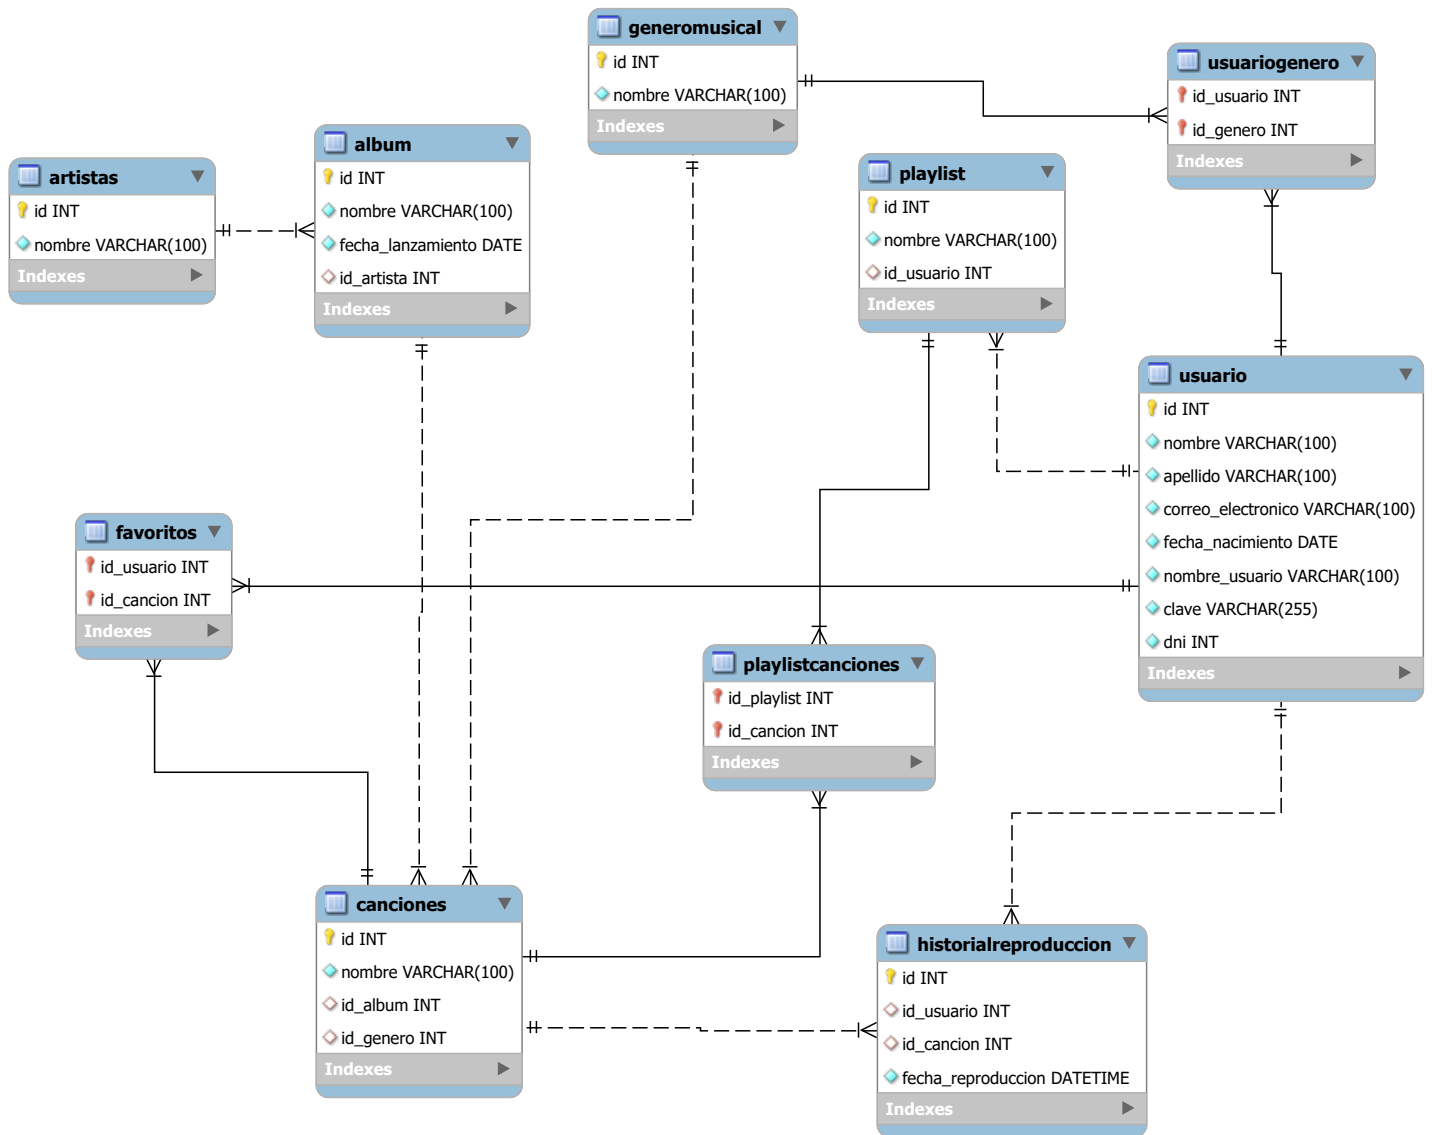 generomusical
id INT
nombre VARCHAR(100)
Indexes
usuariogenero
id_usuario INT
id_genero INT
Indexes
album
id INT
nombre VARCHAR(100)
fecha_lanzamiento DATE
id_artista INT
Indexes
artistas
id INT
nombre VARCHAR(100)
Indexes
playlist
id INT
nombre VARCHAR(100)
id_usuario INT
Indexes
usuario
id INT
nombre VARCHAR(100)
apellido VARCHAR(100)
correo_electronico VARCHAR(100)
fecha_nacimiento DATE
nombre_usuario VARCHAR(100)
clave VARCHAR(255)
dni INT
Indexes
favoritos
id_usuario INT
id_cancion INT
Indexes
playlistcanciones
id_playlist INT
id_cancion INT
Indexes
canciones
id INT
nombre VARCHAR(100)
id_album INT
id_genero INT
Indexes
historialreproduccion
id INT
id_usuario INT
id_cancion INT
fecha_reproduccion DATETIME
Indexes